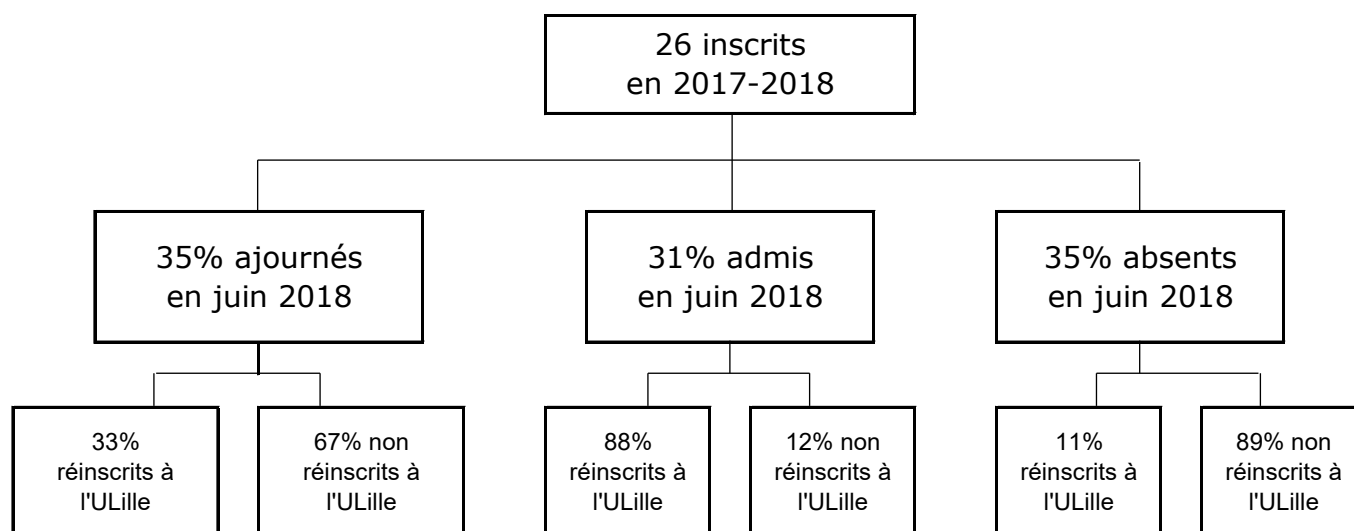 26 inscrits
en 2017-2018
35% ajournés
en juin 2018
31% admis
en juin 2018
35% absents
en juin 2018
33%
réinscrits à
l'ULille
67% non
réinscrits à
l'ULille
88%
réinscrits à
l'ULille
12% non
réinscrits à
l'ULille
11%
réinscrits à
l'ULille
89% non
réinscrits à
l'ULille